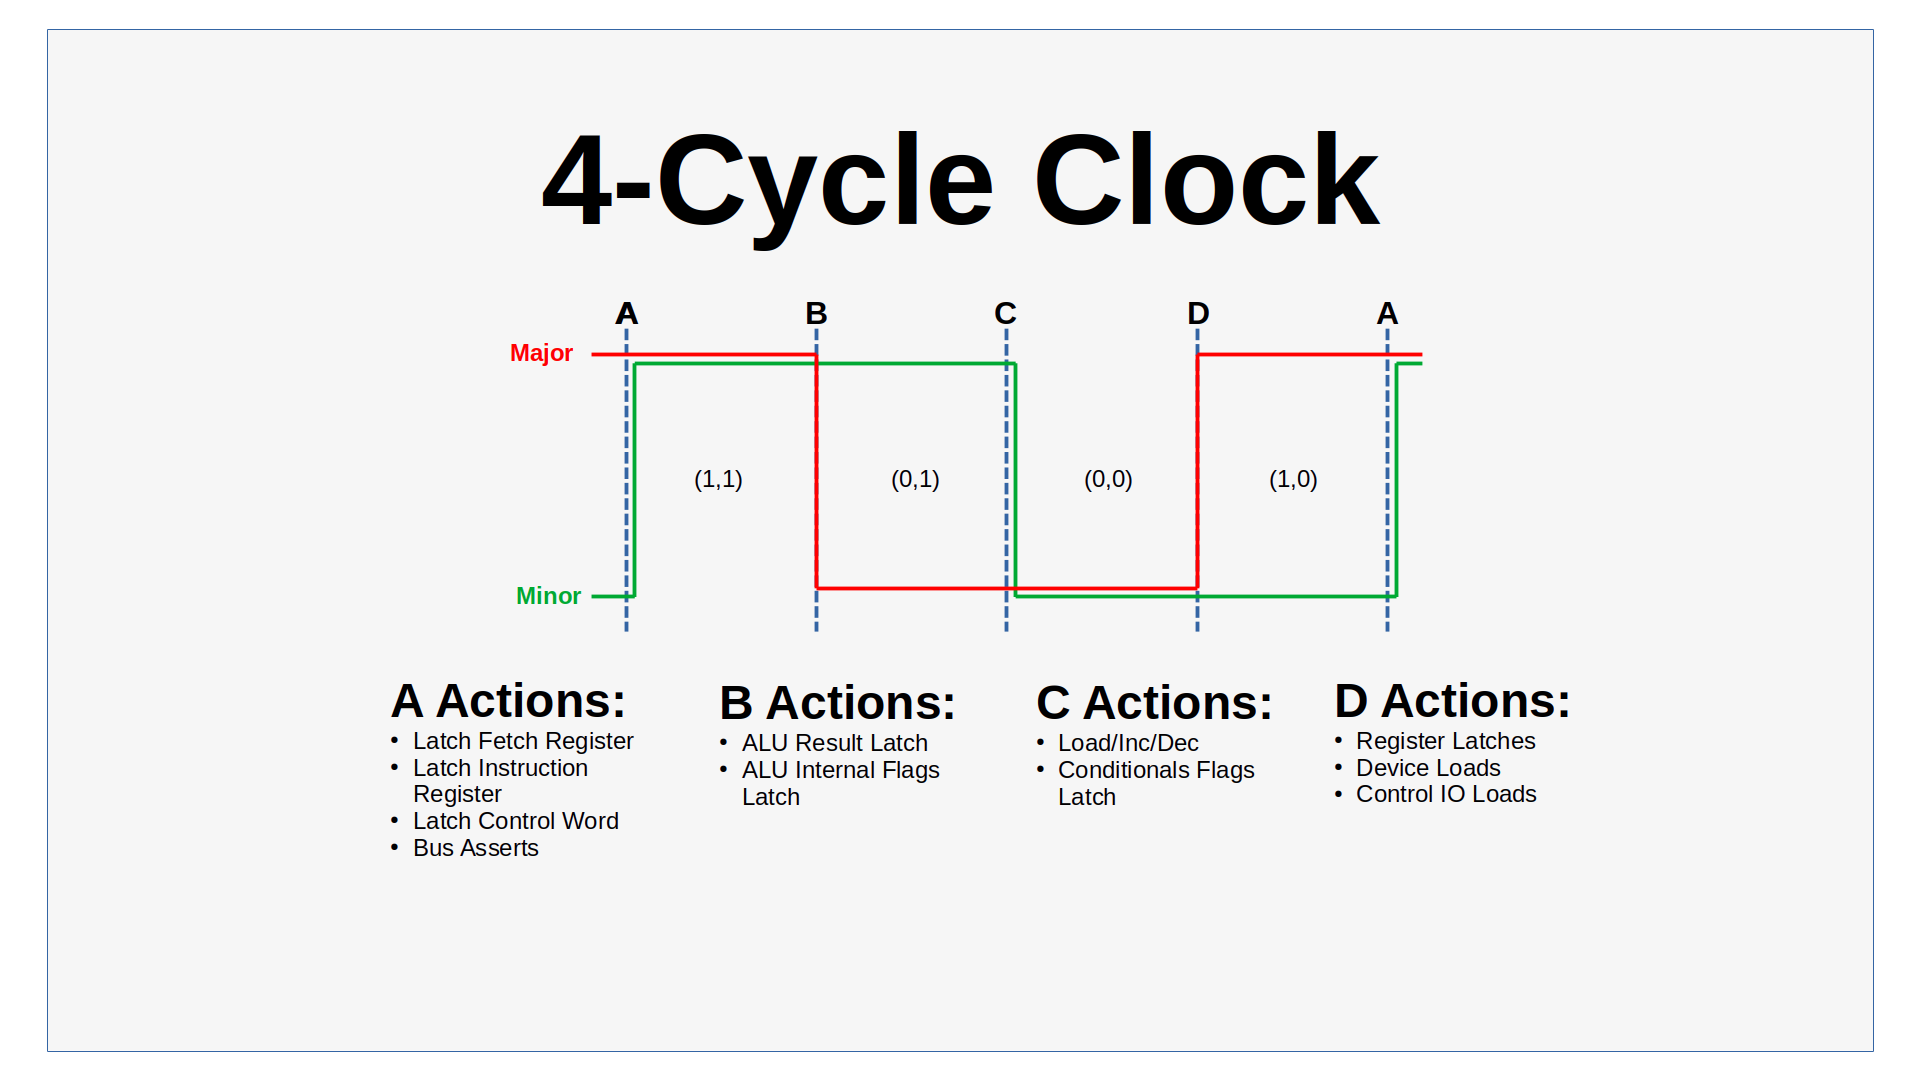 4-Cycle Clock
A B C D A
Major
(1,1) (0,1) (0,0) (1,0)
Minor
A Actions:
• Latch Fetch Register
• Latch Instruction
Register
• Latch Control Word
• Bus Asserts
B Actions:
• ALU Result Latch
• ALU Internal Flags
Latch
C Actions:
• Load/Inc/Dec
• Conditionals Flags
Latch
D Actions:
• Register Latches
• Device Loads
• Control IO Loads